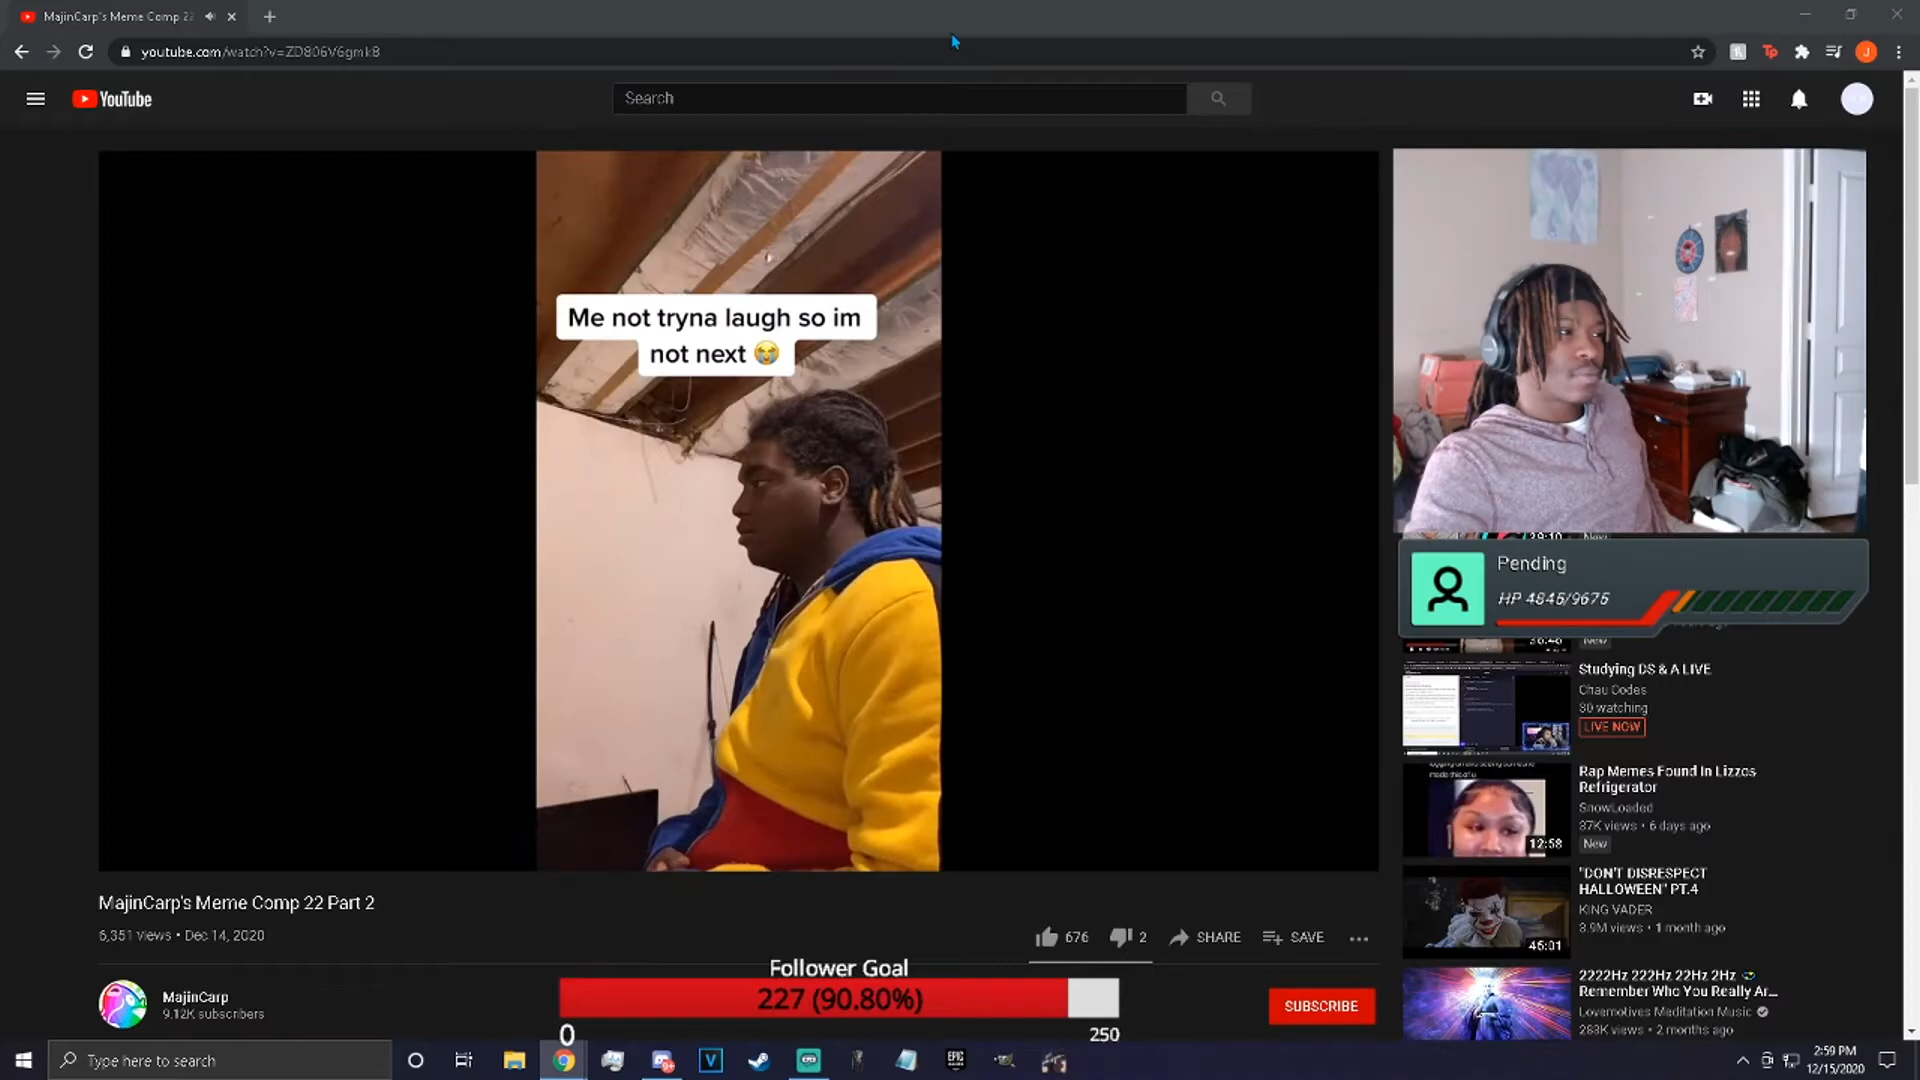 MajinCarp's Meme Comp 22
youtube.com/watch?v=ZD806V6gmk8
YouTube
Search
Me not tryna laugh so im
not next 😭
Pending
HP 4845/9675
New
Studying DS & A LIVE
Chau Codes
80 watching
LIVE NOW
Rap Memes Found In Lizzos
Refrigerator
SnowLoaded
37K views • 6 days ago
New
12:58
"DON'T DISRESPECT
HALLOWEEN" PT.4
KING VADER
3.9M views • 1 month ago
45:01
2222Hz 222Hz 22Hz 2Hz
Remember Who You Really Ar...
Lovemotives Meditation Music
283K views • 2 months ago
MajinCarp's Meme Comp 22 Part 2
6,351 views • Dec 14, 2020
676
2
SHARE
SAVE
Follower Goal
227 (90.80%)
0
250
MajinCarp
9.12K subscribers
SUBSCRIBE
Type here to search
EPIC
2:59 PM
12/15/2020